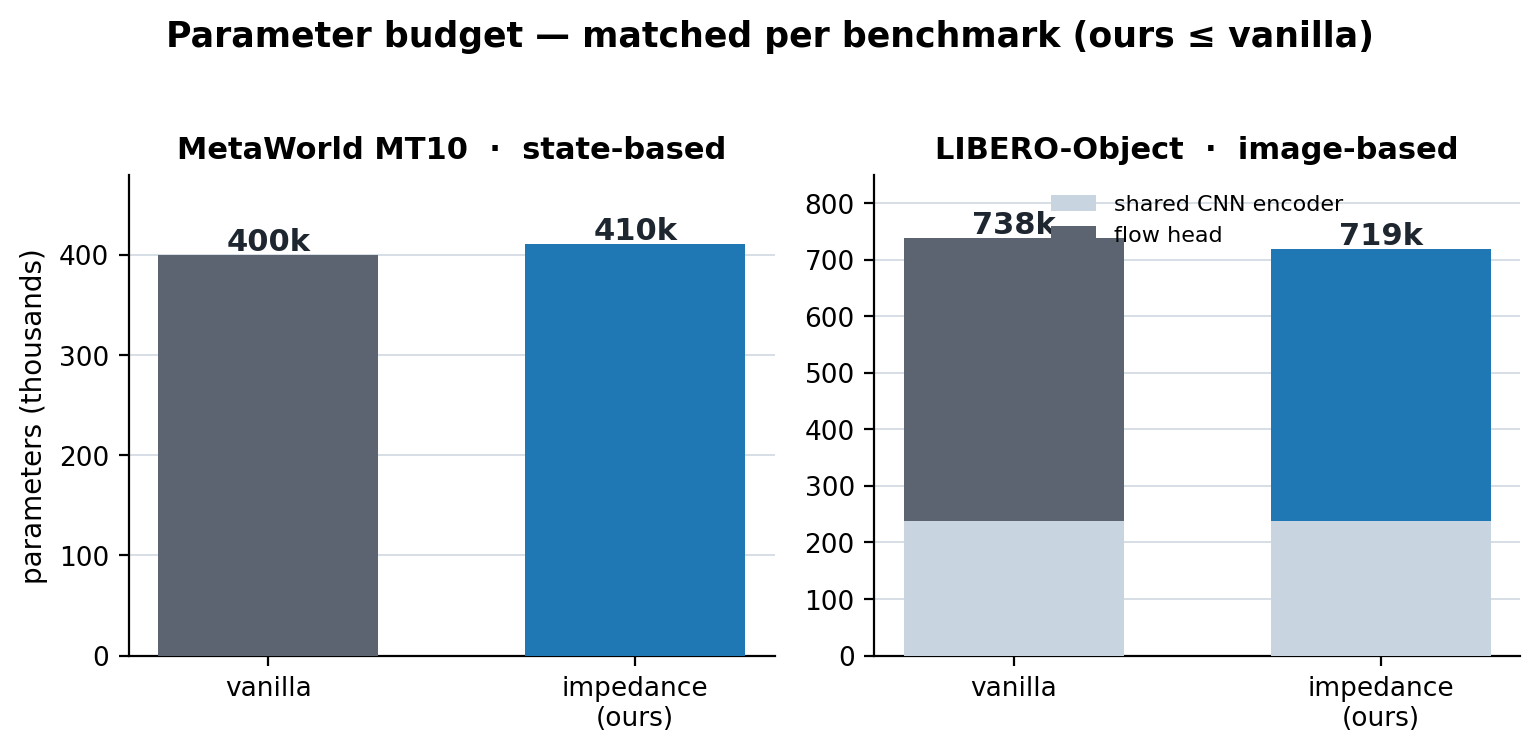 Parameter budget — matched per benchmark (ours ≤ vanilla)
MetaWorld MT10 · state-based
parameters (thousands)
400
300
200
100
0
400k
410k
vanilla
impedance
(ours)
LIBERO-Object · image-based
800
700
600
500
400
300
200
100
0
shared CNN encoder
flow head
738k
719k
vanilla
impedance
(ours)